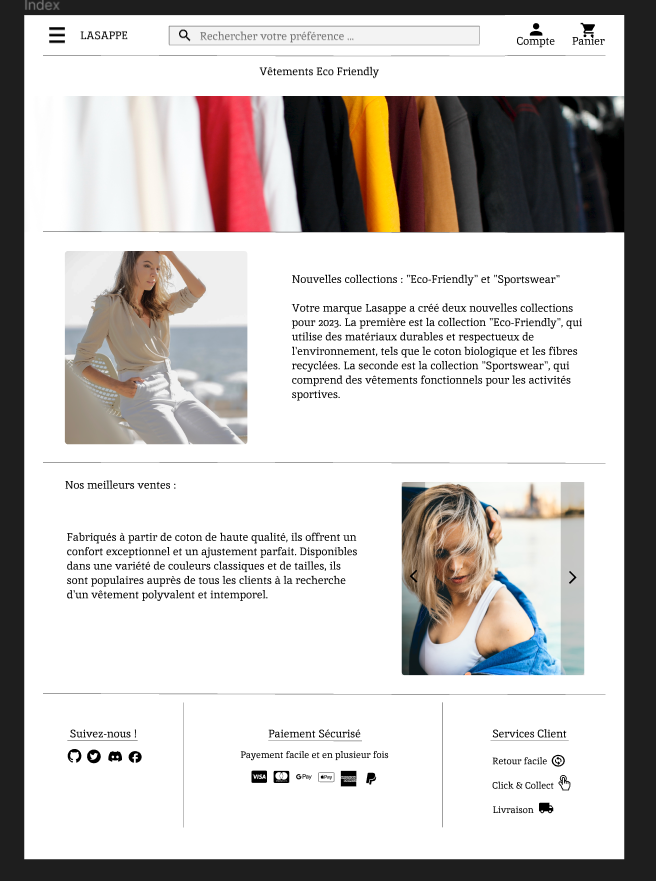 Index
LASAPPE
Rechercher votre préférence ...
Compte
Panier
Vêtements Eco Friendly
Nouvelles collections : "Eco-Friendly" et "Sportswear"
Votre marque Lasappe a créé deux nouvelles collections
pour 2023. La première est la collection "Eco-Friendly", qui
utilise des matériaux durables et respectueux de
l'environnement, tels que le coton biologique et les fibres
recyclées. La seconde est la collection "Sportswear", qui
comprend des vêtements fonctionnels pour les activités
sportives.
Nos meilleurs ventes :
Fabriqués à partir de coton de haute qualité, ils offrent un
confort exceptionnel et un ajustement parfait. Disponibles
dans une variété de couleurs classiques et de tailles, ils
sont populaires auprès de tous les clients à la recherche
d'un vêtement polyvalent et intemporel.
Suivez-nous !
Paiement Sécurisé
Payement facile et en plusieur fois
VISA
G Pay
Pay
Services Client
Retour facile
Click & Collect
Livraison